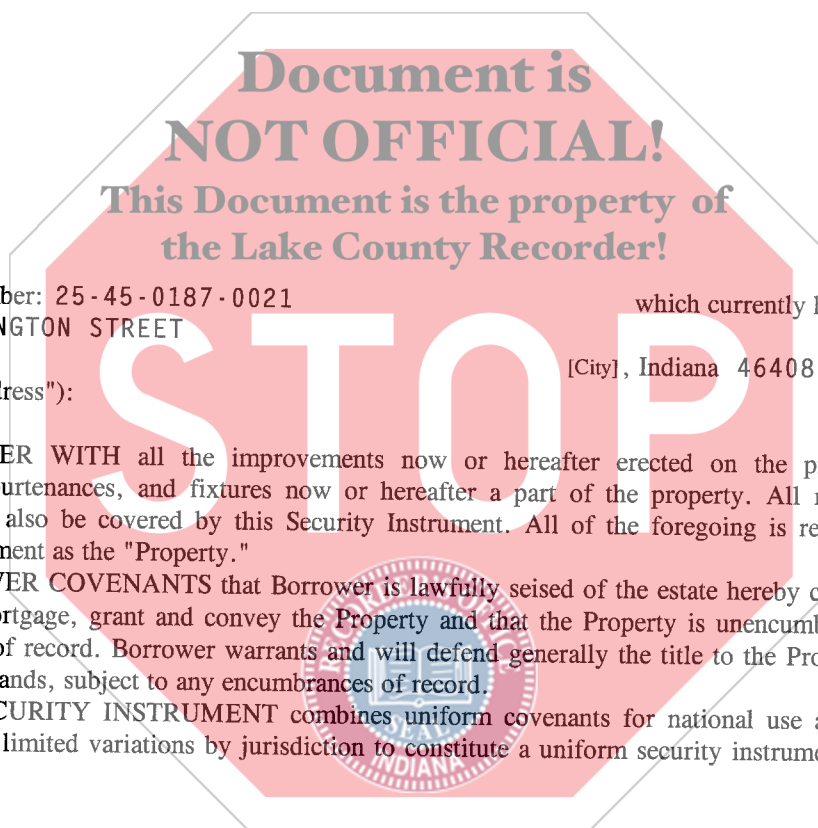 Document is
NOT OFFICIAL!
This Document is the property of
the Lake County Recorder!
ber: 25-45-0187-0021 which currently
NGTON STREET
[City], Indiana 46408
ress"):
STOP
ER WITH all the improvements now or hereafter erected on the p
urtenances, and fixtures now or hereafter a part of the property. All r
also be covered by this Security Instrument. All of the foregoing is re
ment as the "Property."
ER COVENANTS that Borrower is lawfully seised of the estate hereby c
ortgage, grant and convey the Property and that the Property is unencumb
of record. Borrower warrants and will defend generally the title to the Pro
ands, subject to any encumbrances of record.
CURITY INSTRUMENT combines uniform covenants for national use a
limited variations by jurisdiction to constitute a uniform security instrume
SEAL
INDIANA